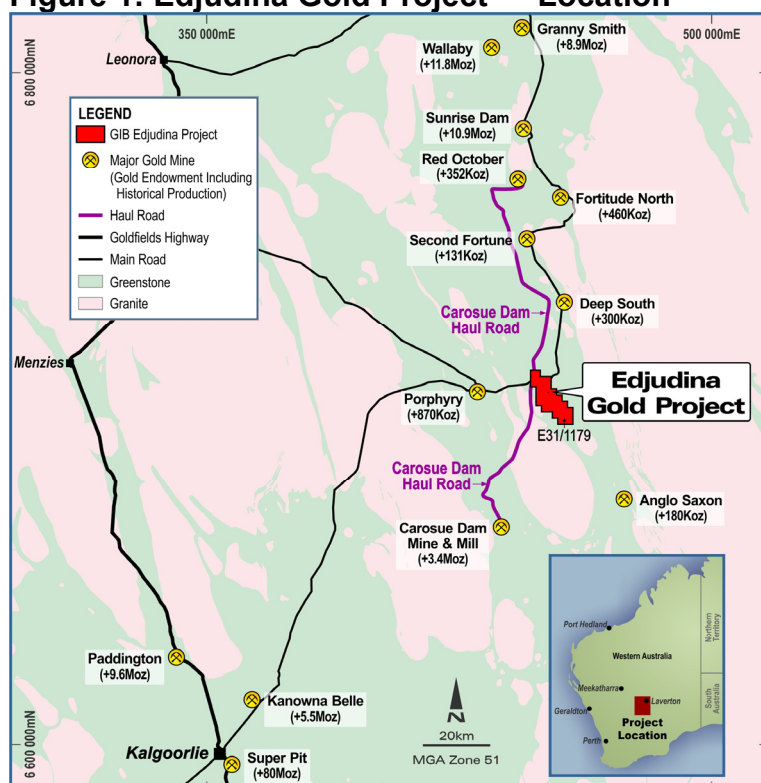 Figure 1: Edjudina Gold Project — Location
350 000mE
500 000mE
6 800 000mN
6 600 000mN
Leonora
Wallaby
(+11.8Moz)
Granny Smith
(+8.9Moz)
LEGEND
GIB Edjudina Project
Major Gold Mine
(Gold Endowment Including
Historical Production)
Haul Road
Goldfields Highway
Main Road
Greenstone
Granite
Sunrise Dam
(+10.9Moz)
Red October
(+352Koz)
Fortitude North
(+460Koz)
Second Fortune
(+131Koz)
Carosue Dam
Haul Road
Deep South
(+300Koz)
Menzies
Porphyry
(+870Koz)
Edjudina
Gold Project
E31/1179
Carosue Dam
Haul Road
Anglo Saxon
(+180Koz)
Carosue Dam
Mine & Mill
(+3.4Moz)
Paddington
(+9.6Moz)
Kanowna Belle
(+5.5Moz)
Kalgoorlie
Super Pit
(+80Moz)
N
20km
MGA Zone 51
Port Hedland
Northern
Territory
Western Australia
Meekatharra
Laverton
South
Australia
Geraldton
Project
Location
Perth